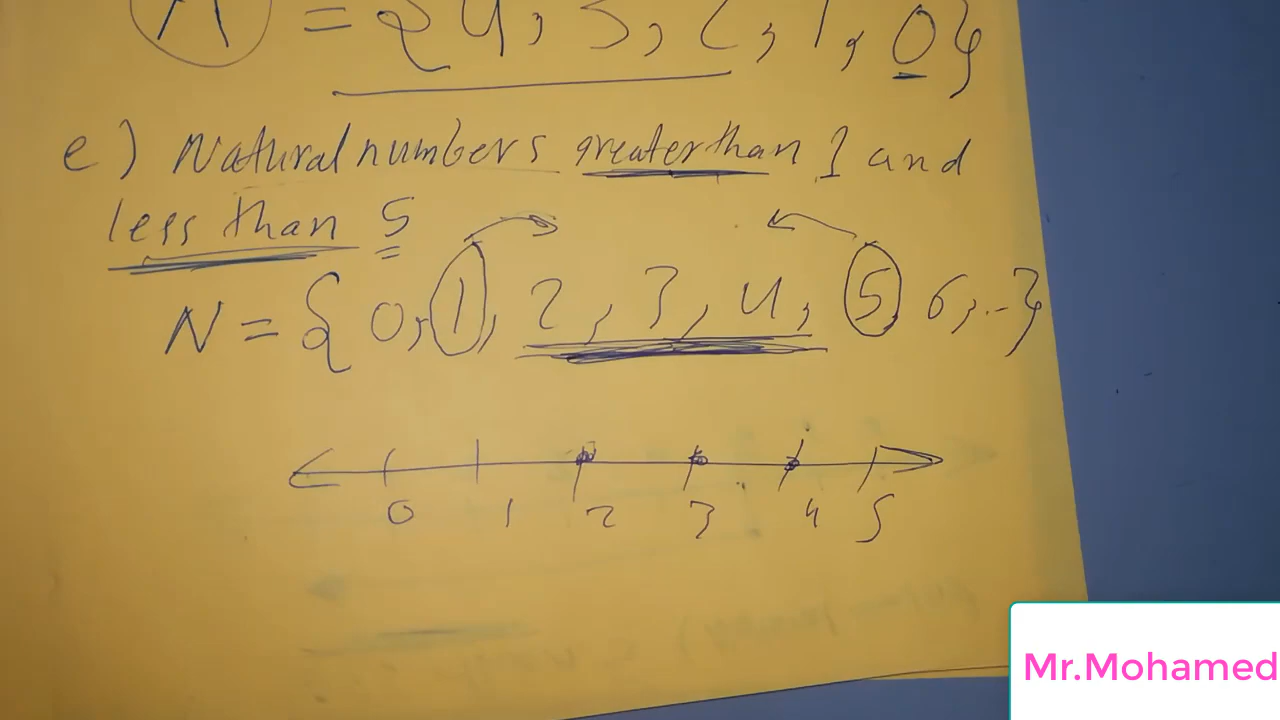 = { 4, 3, 2, 1, 0}
e) Natural numbers greater than 1 and
less than 5
N = { 0, 1, 2, 3, 4, 5 6, .. }
0 1 2 3 4 5
Mr.Mohamed